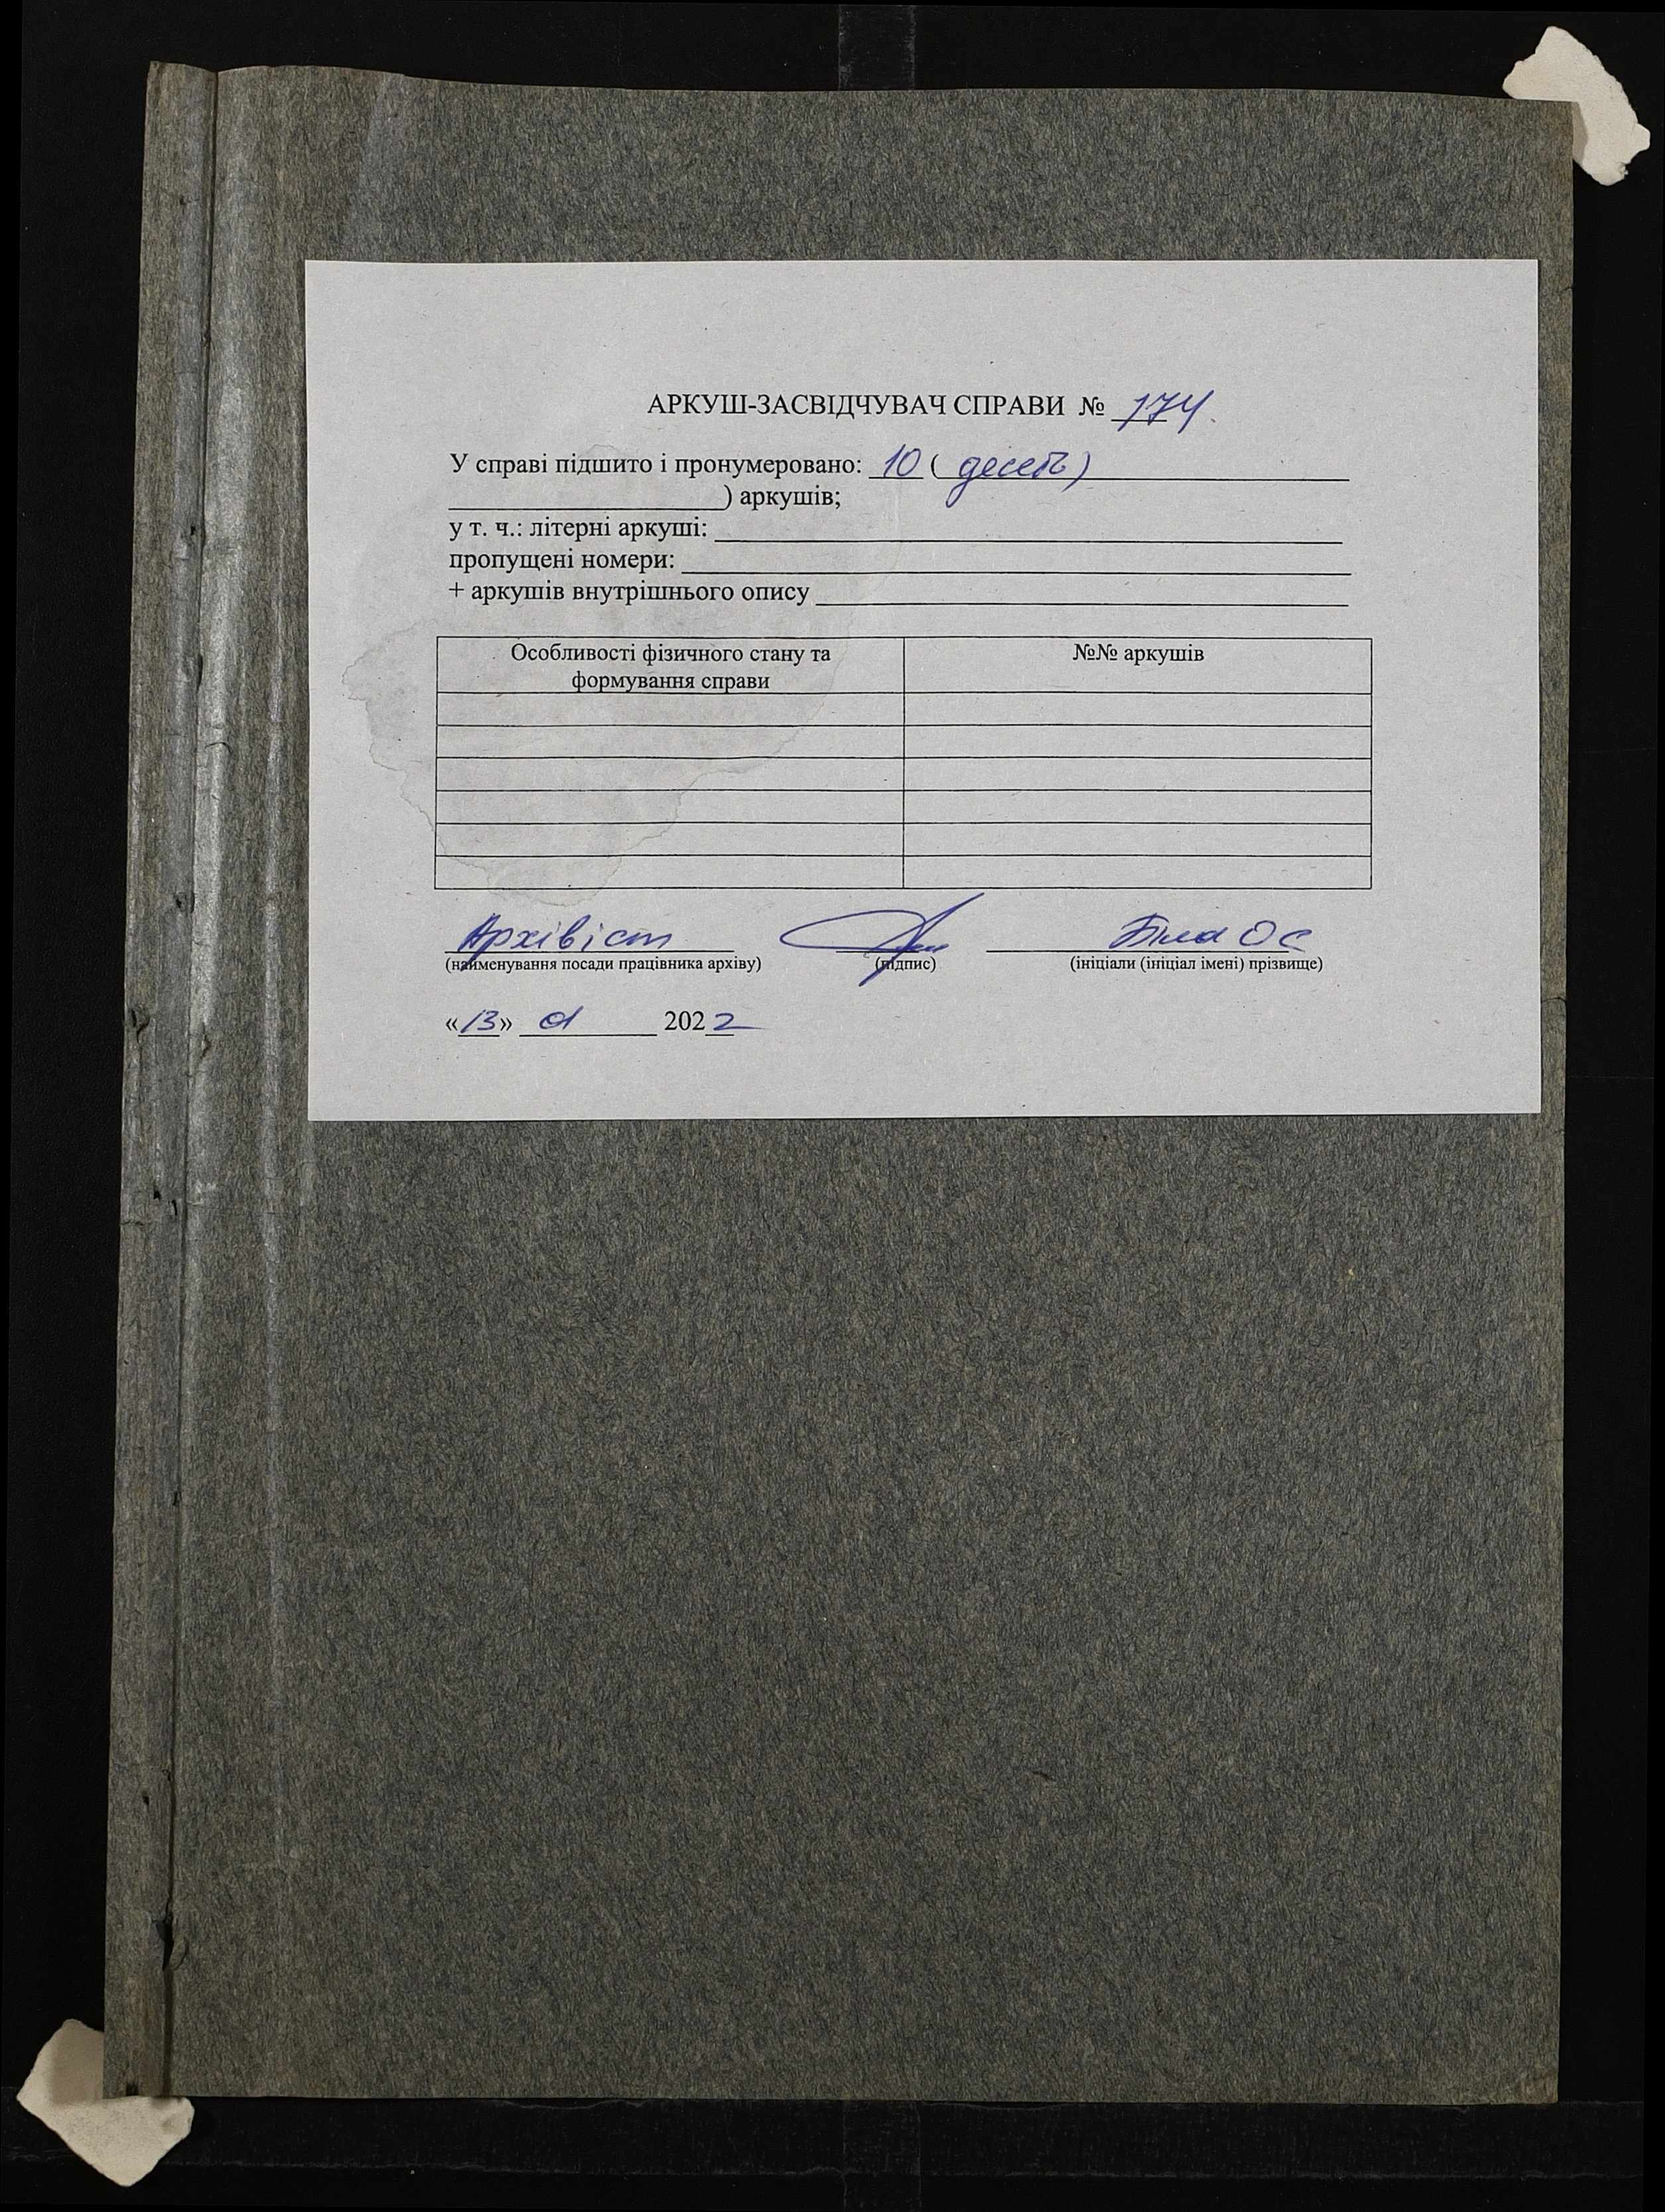 АРКУШ-ЗАСВІДЧУВАЧ СПРАВИ № 174.
У справі підшито і пронумеровано: 10 ( десять )
) аркушів;
у т. ч.: літерні аркуші:
пропущені номери:
+ аркушів внутрішнього опису
Особливості фізичного стану та формування справи
№№ аркушів
Архівіст Біла О С
(найменування посади працівника архіву) (підпис) (ініціали (ініціал імені) прізвище)
«13» 2022